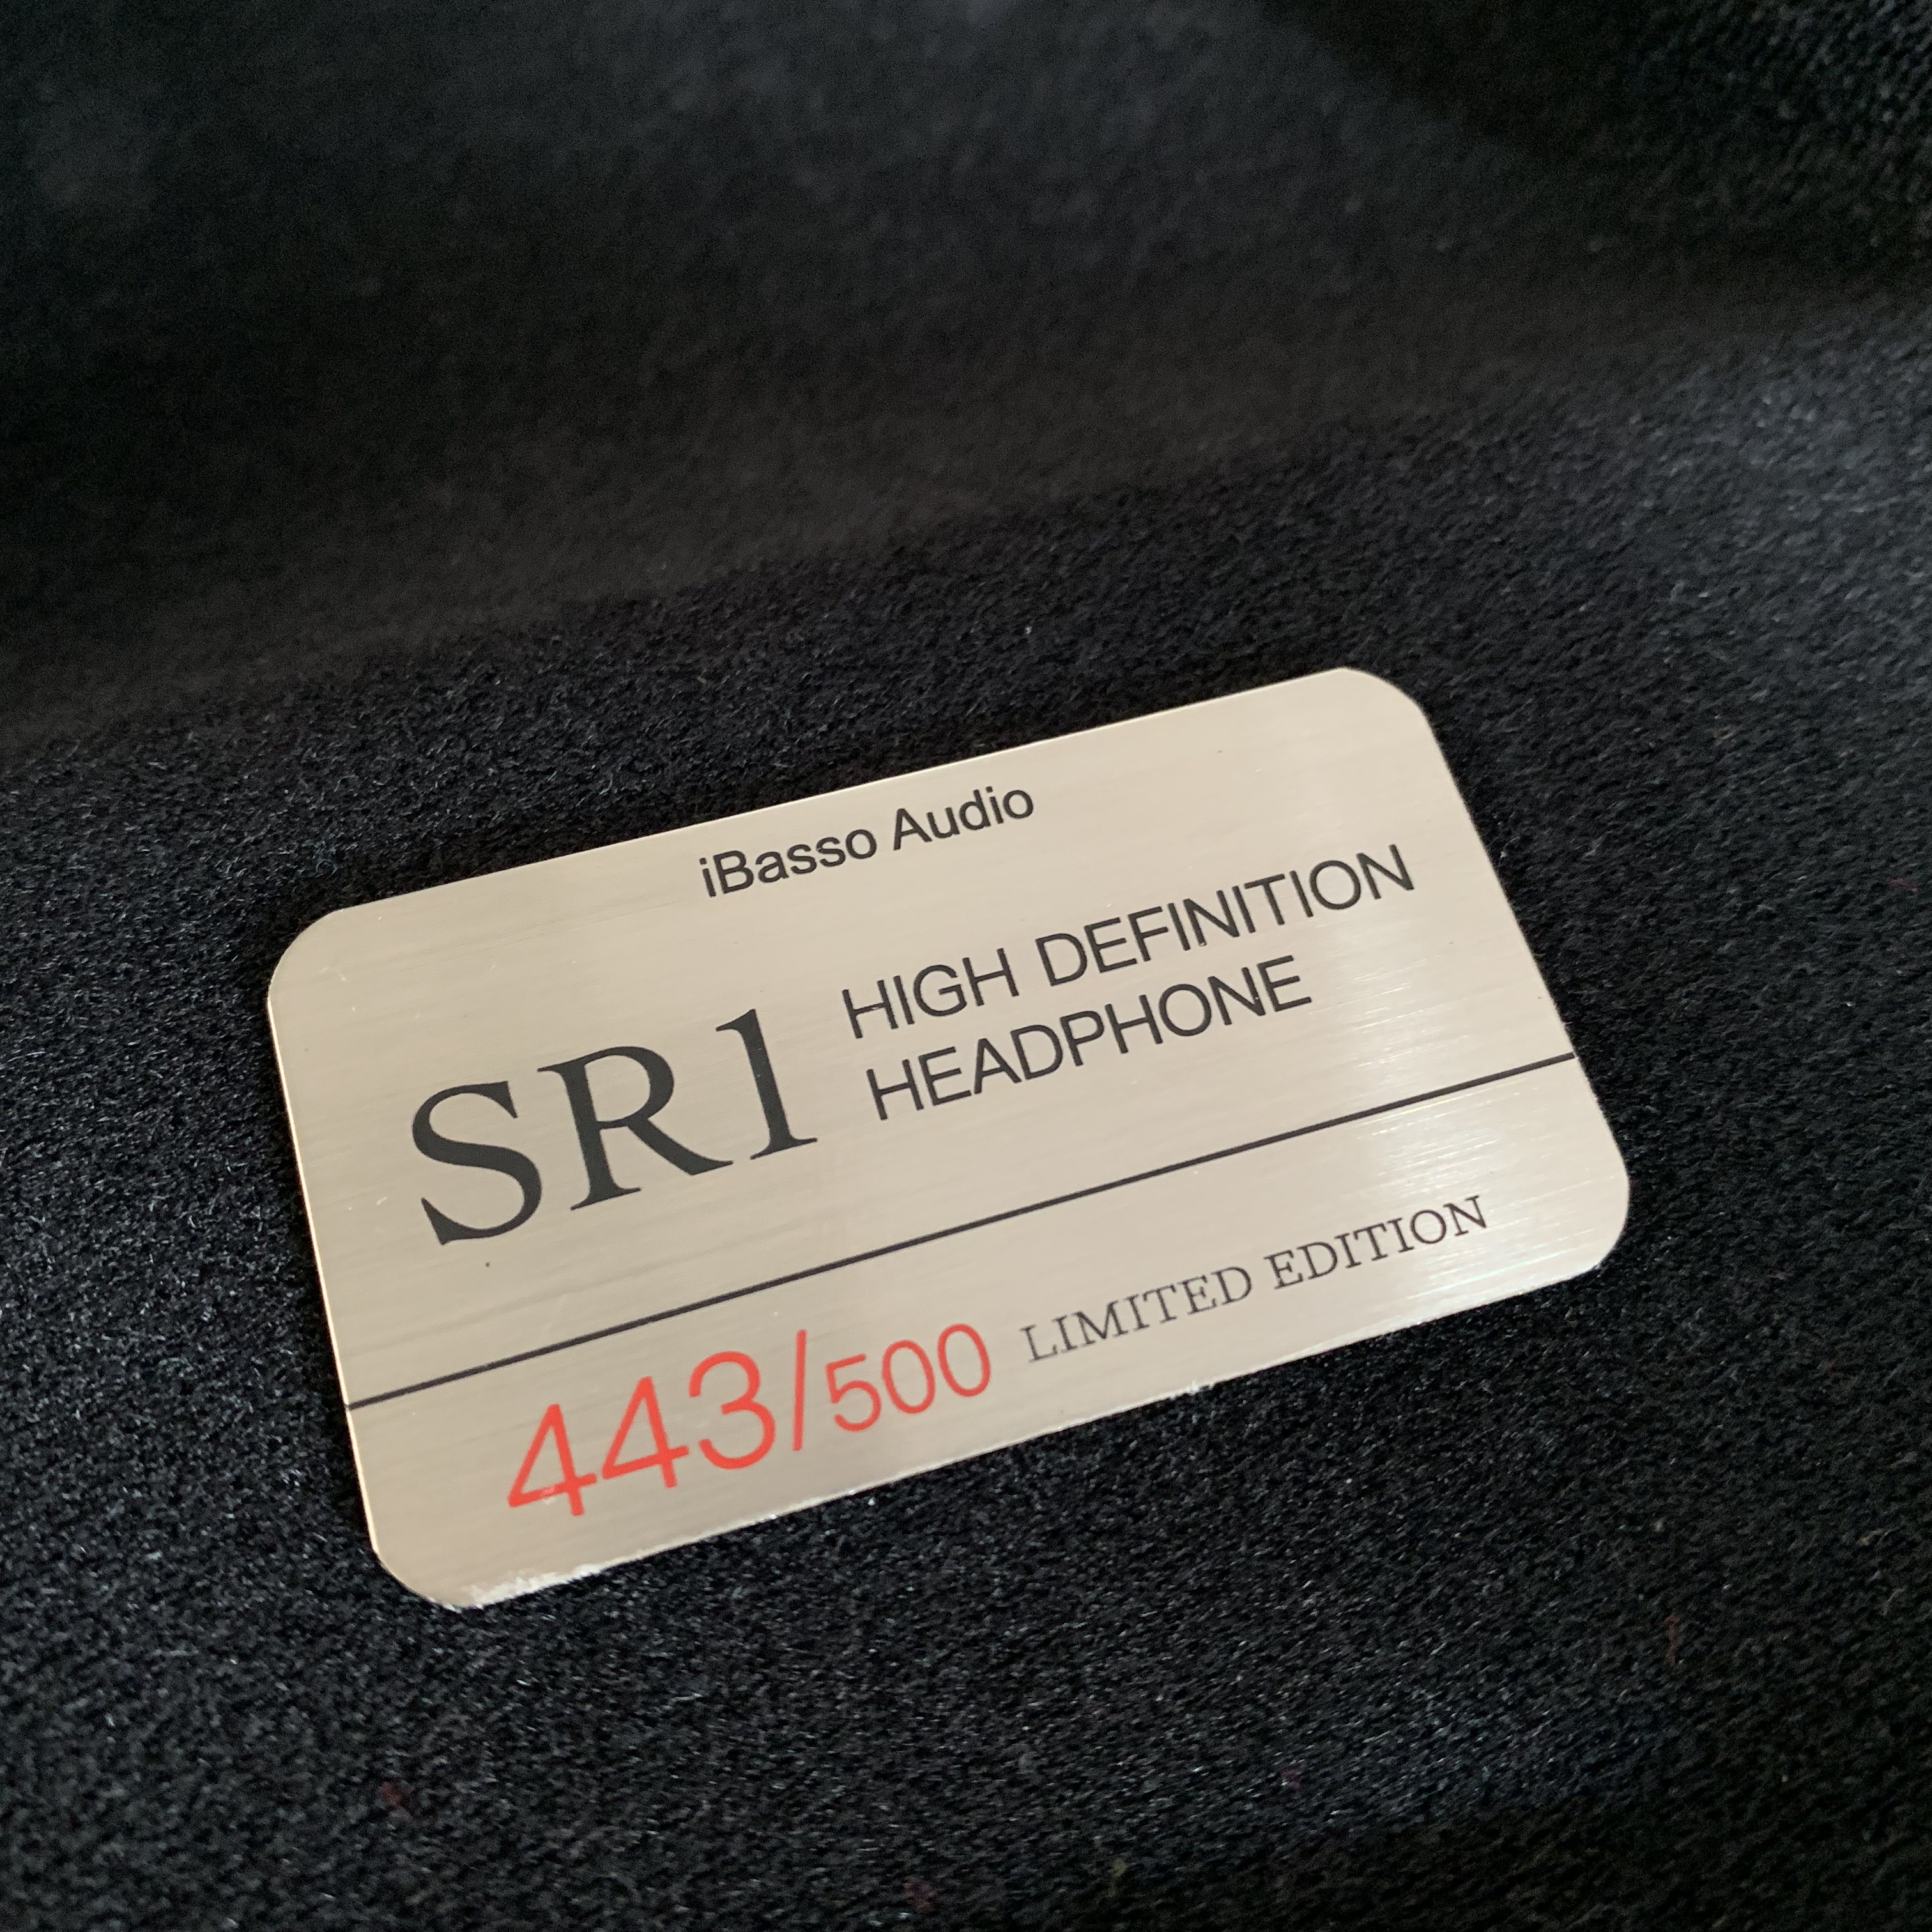 iBasso Audio
SR1
HIGH DEFINITION
HEADPHONE
443/500 LIMITED EDITION